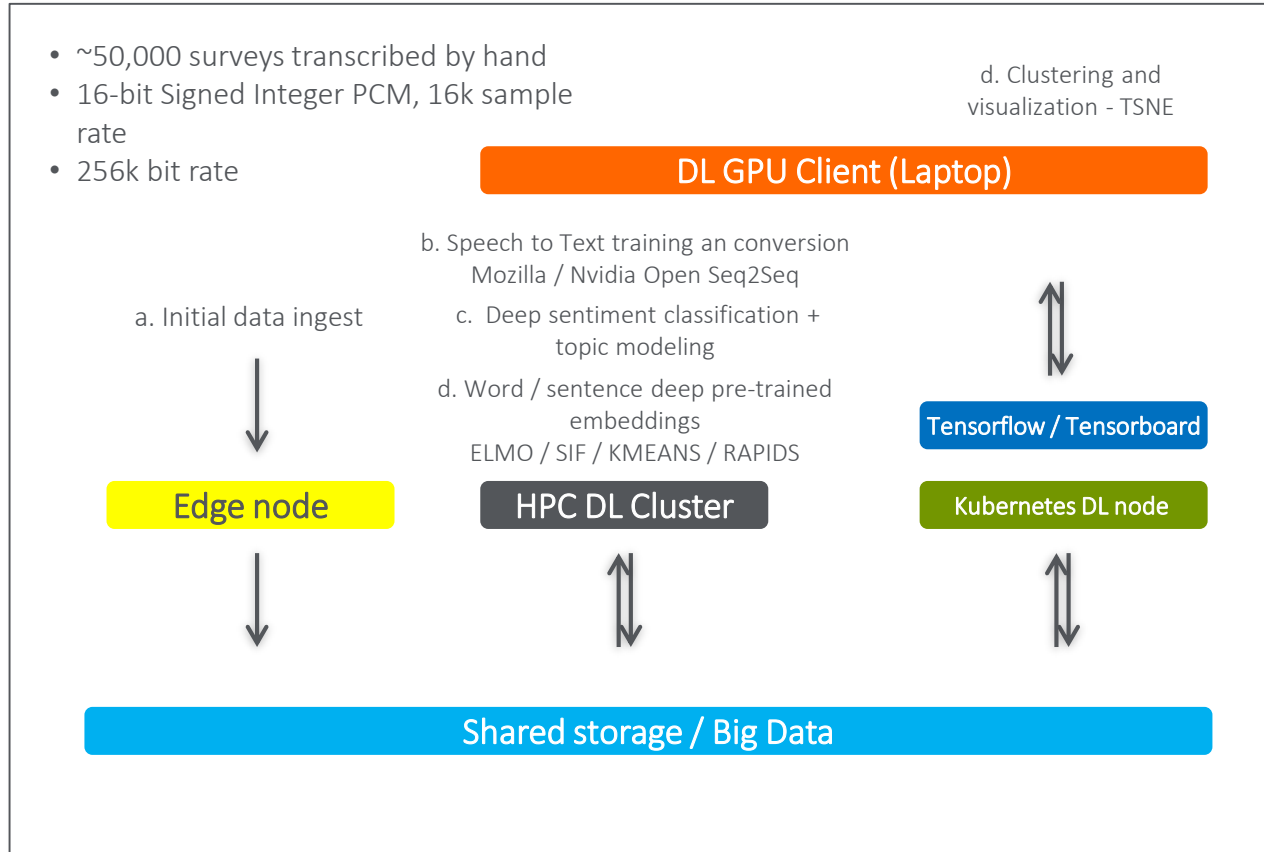 • ~50,000 surveys transcribed by hand
• 16-bit Signed Integer PCM, 16k sample
rate
• 256k bit rate
d. Clustering and
visualization - TSNE
DL GPU Client (Laptop)
b. Speech to Text training an conversion
Mozilla / Nvidia Open Seq2Seq
a. Initial data ingest
c. Deep sentiment classification +
topic modeling
d. Word / sentence deep pre-trained
embeddings
ELMO / SIF / KMEANS / RAPIDS
Tensorflow / Tensorboard
Edge node
HPC DL Cluster
Kubernetes DL node
Shared storage / Big Data